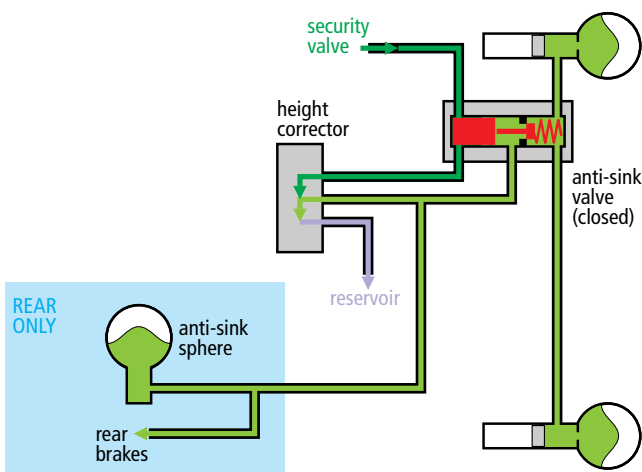 security
valve
height
corrector
anti-sink
valve
(closed)
reservoir
REAR
ONLY
anti-sink
sphere
rear
brakes